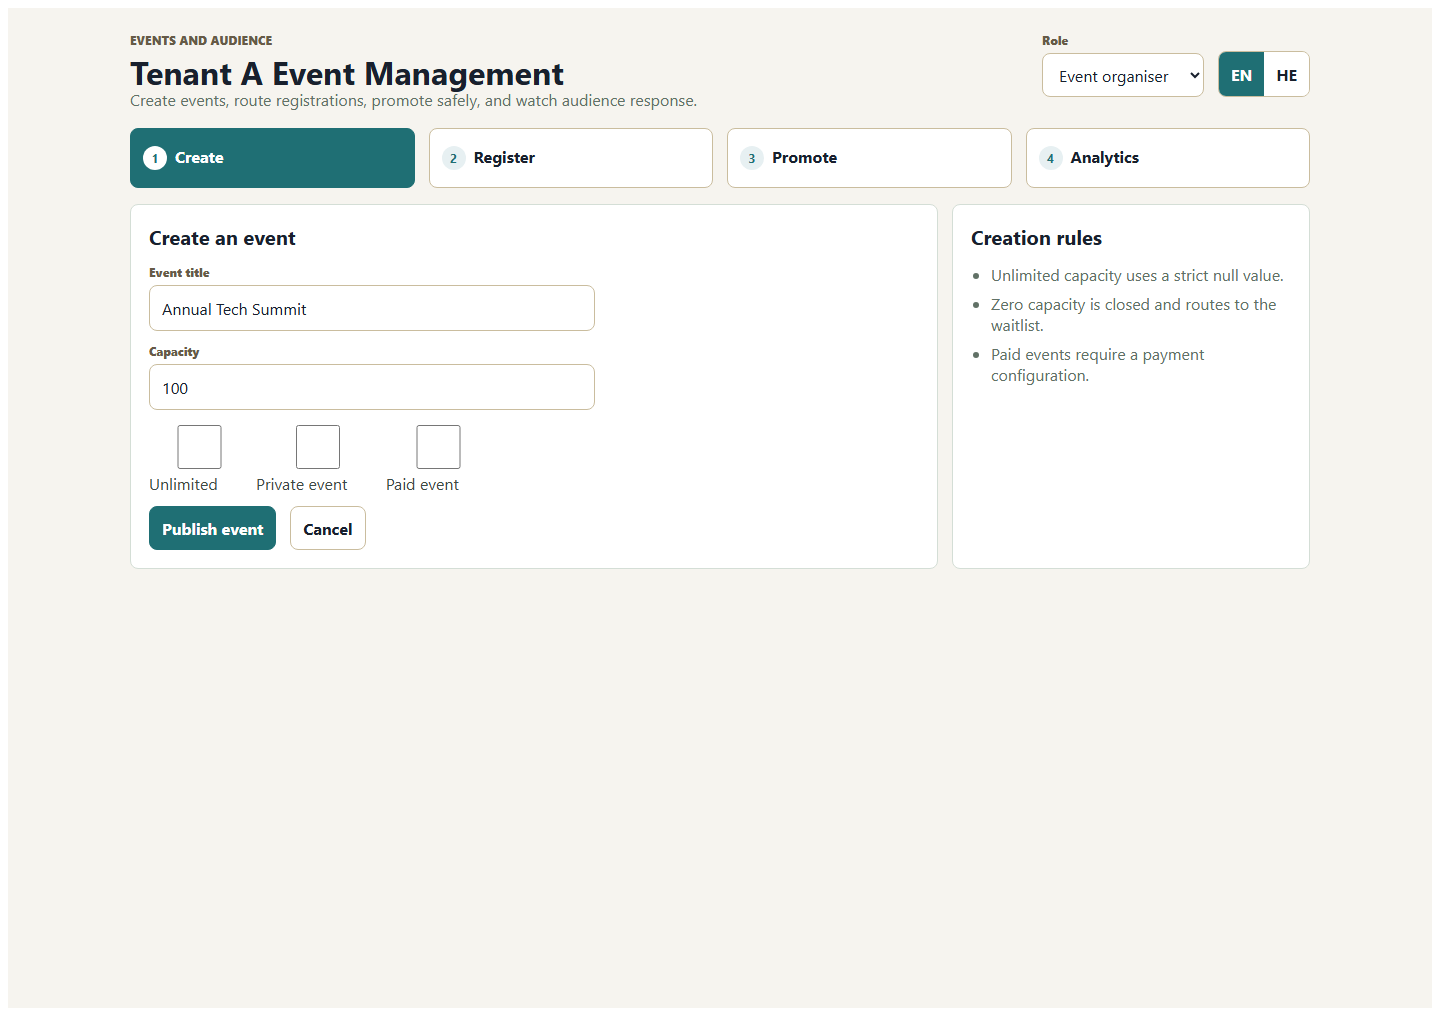 EVENTS AND AUDIENCE
Tenant A Event Management
Create events, route registrations, promote safely, and watch audience response.
Role
Event organiser
EN
HE
1 Create
2 Register
3 Promote
4 Analytics
Create an event
Event title
Annual Tech Summit
Capacity
100
Unlimited
Private event
Paid event
Publish event
Cancel
Creation rules
Unlimited capacity uses a strict null value.
Zero capacity is closed and routes to the
waitlist.
Paid events require a payment
configuration.